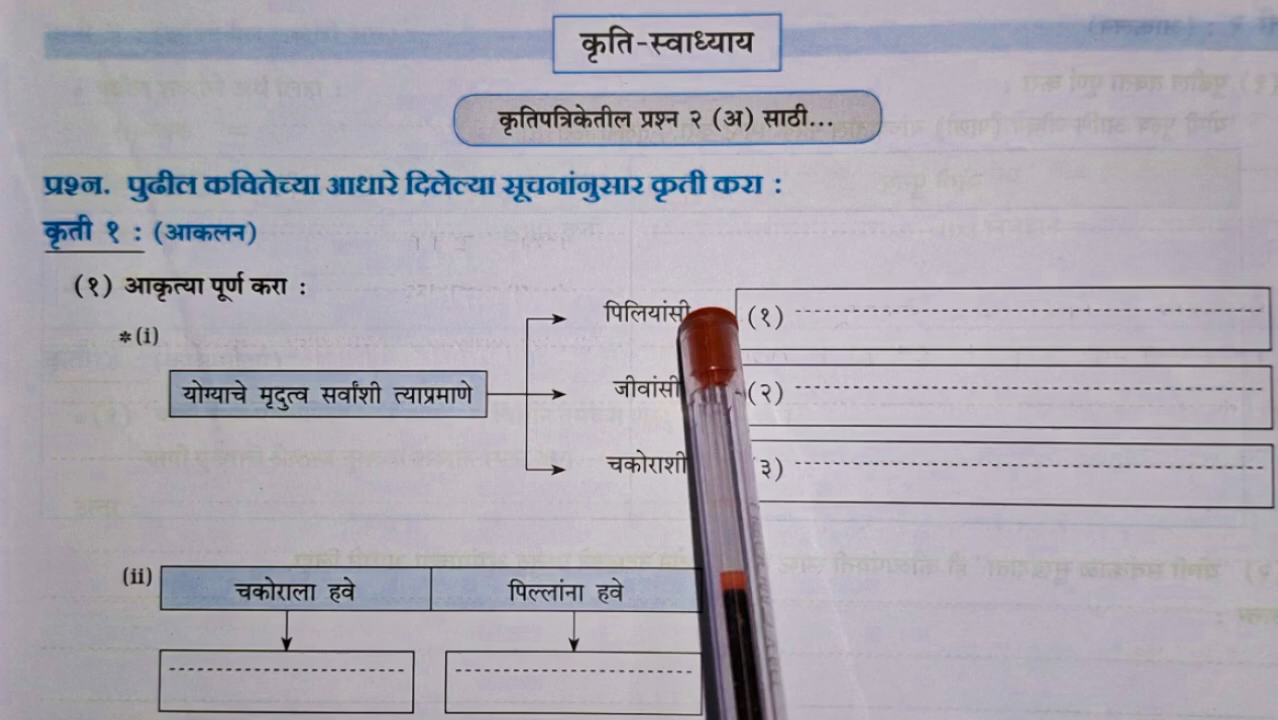 कृति-स्वाध्याय
कृतिपत्रिकेतील प्रश्न २ (अ) साठी...
प्रश्न. पुढील कवितेच्या आधारे दिलेल्या सूचनांनुसार कृती करा :
कृती १ : (आकलन)
(१) आकृत्या पूर्ण करा :
* (i)
योग्याचे मृदुत्व सर्वांशी त्याप्रमाणे
पिलियांसी (१)
जीवांसी (२)
चकोराशी ३)
(ii) चकोराला हवे पिल्लांना हवे